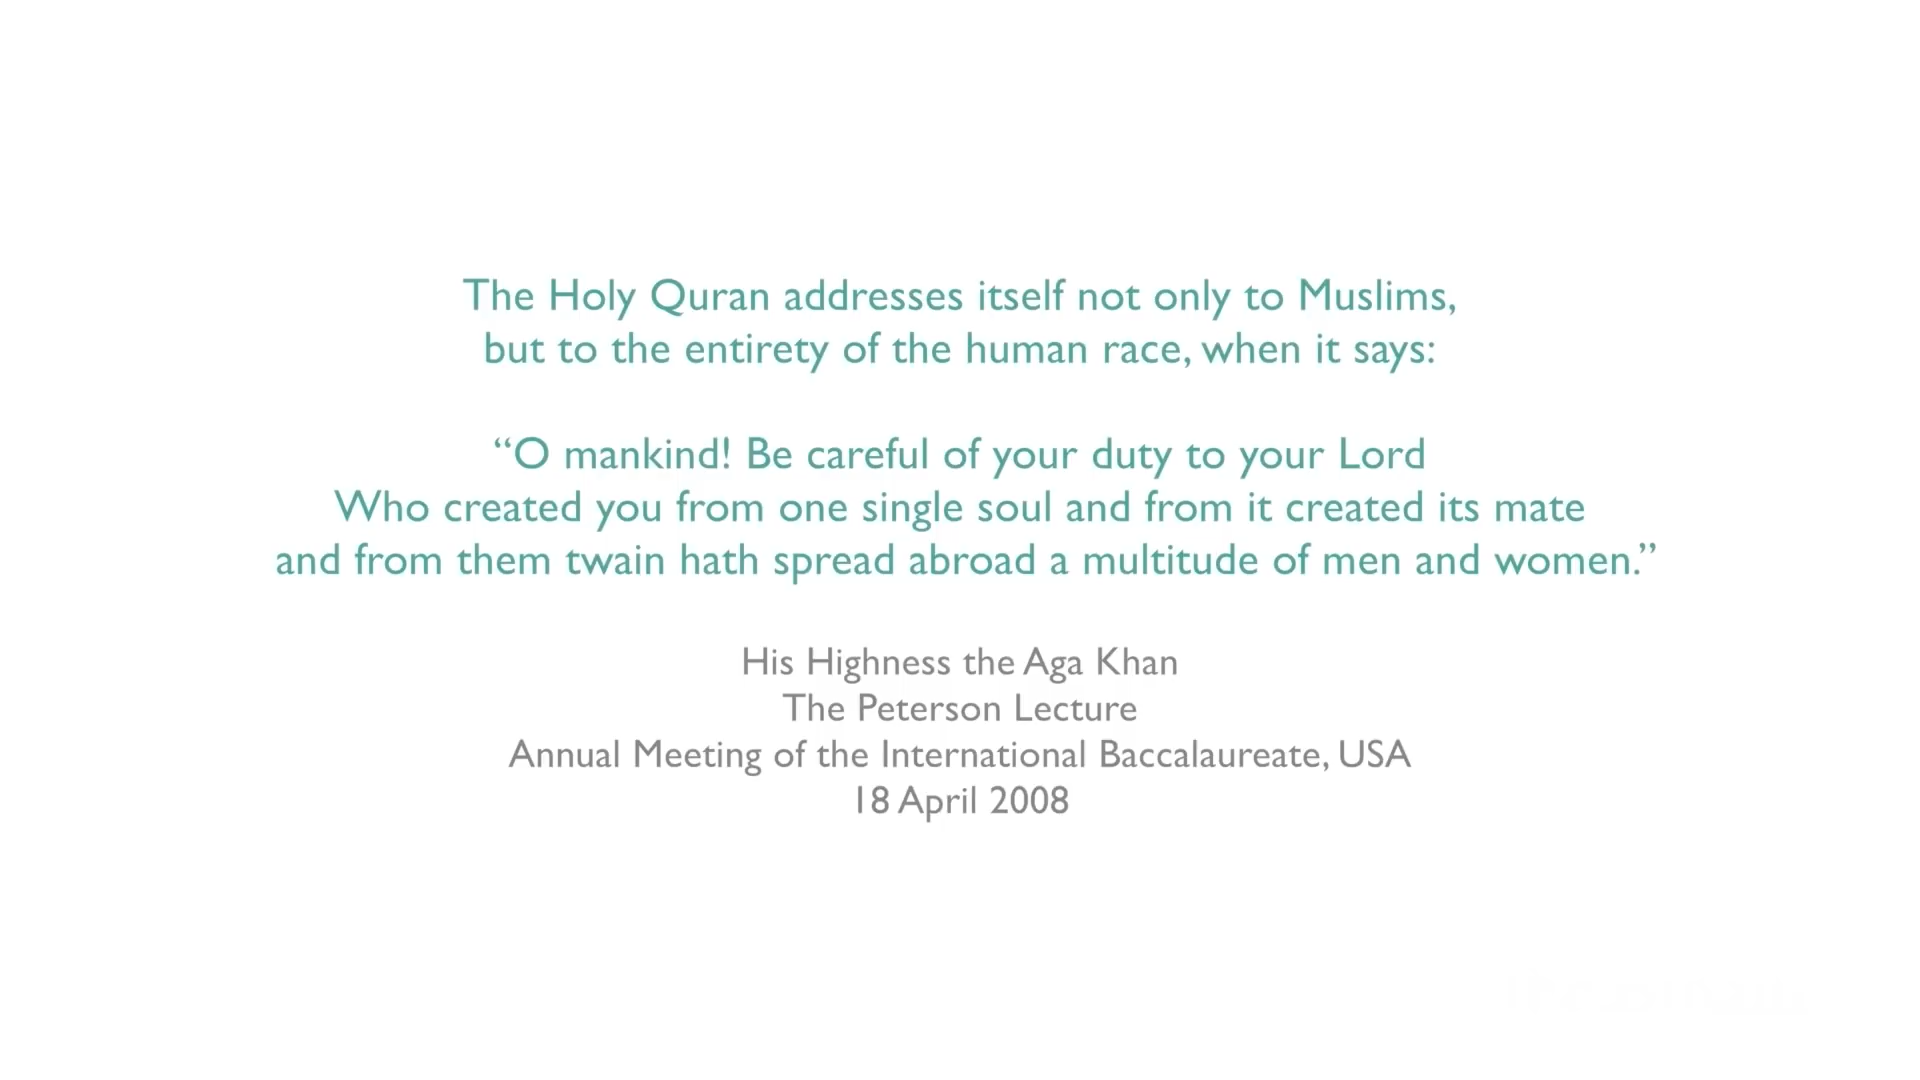 The Holy Quran addresses itself not only to Muslims,
but to the entirety of the human race, when it says:
“O mankind! Be careful of your duty to your Lord
Who created you from one single soul and from it created its mate
and from them twain hath spread abroad a multitude of men and women.”
His Highness the Aga Khan
The Peterson Lecture
Annual Meeting of the International Baccalaureate, USA
18 April 2008